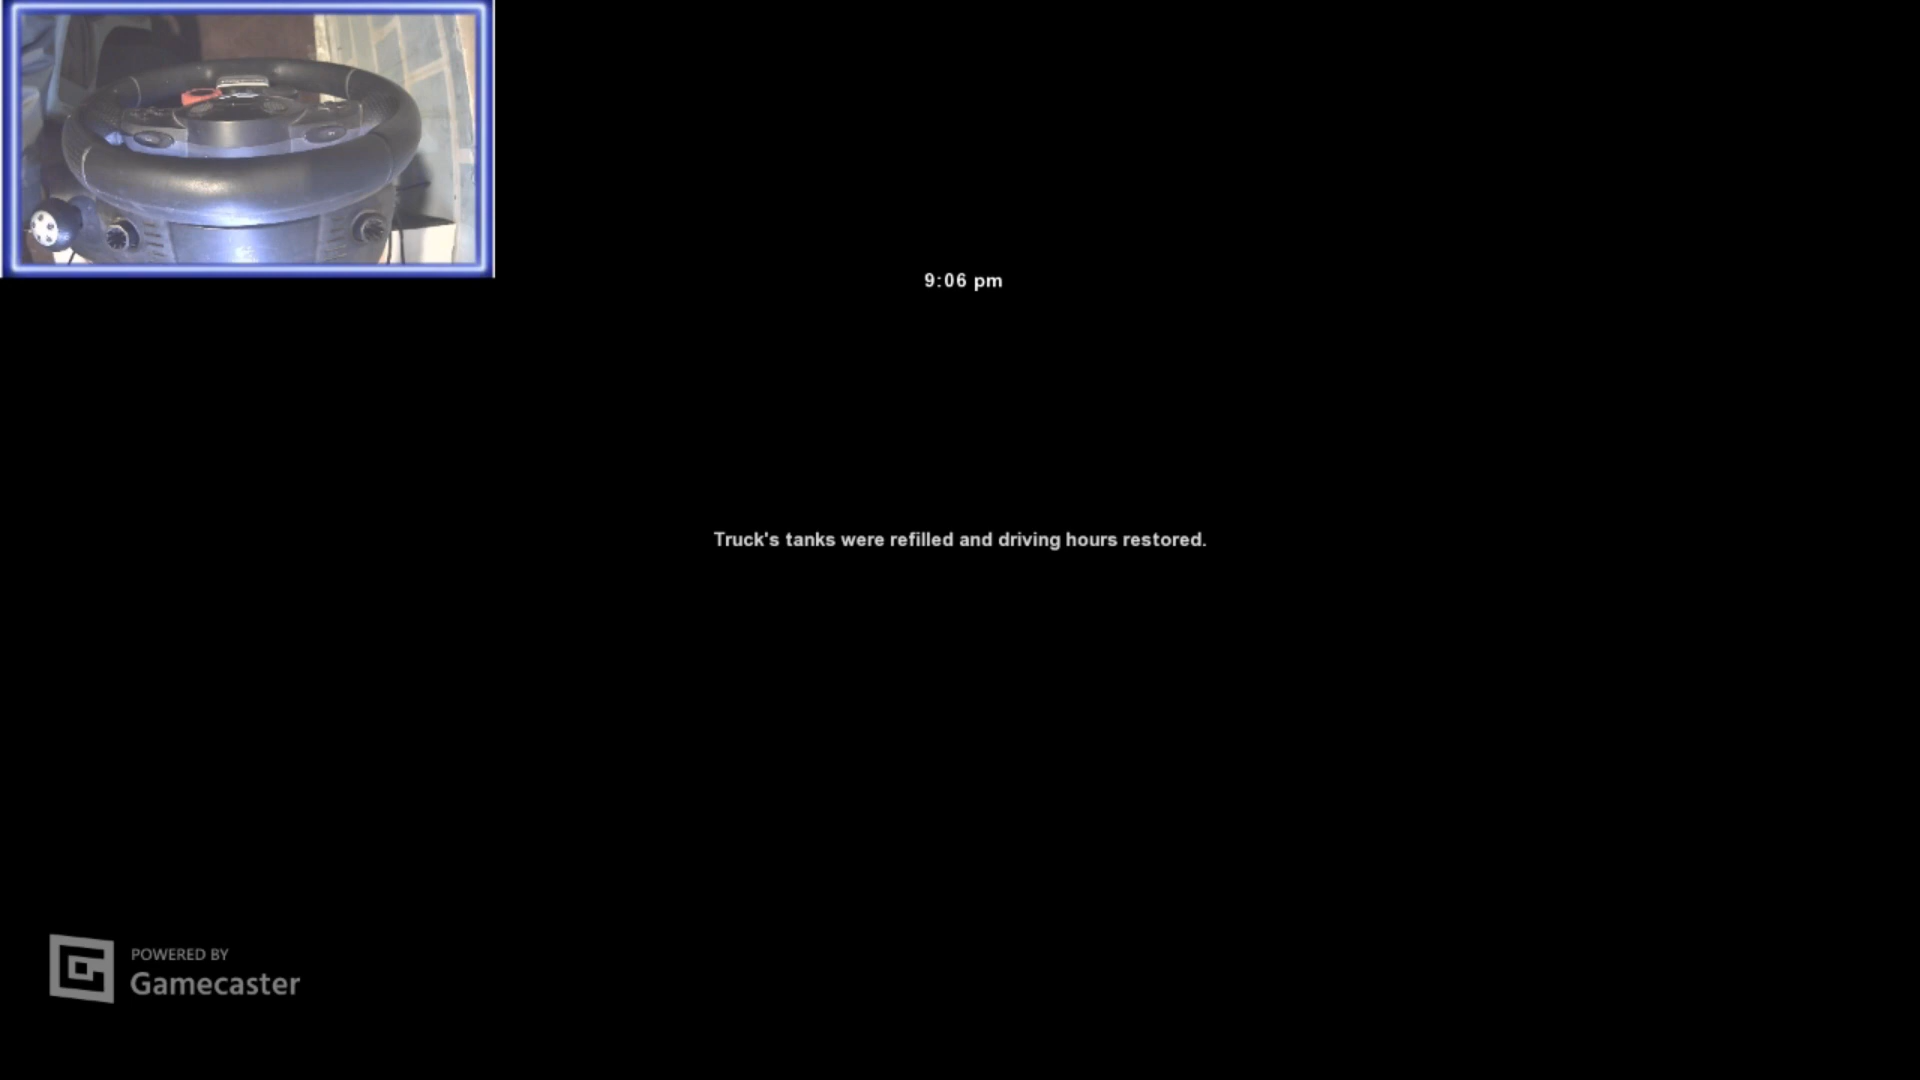 9:06 pm
Truck's tanks were refilled and driving hours restored.
POWERED BY
Gamecaster